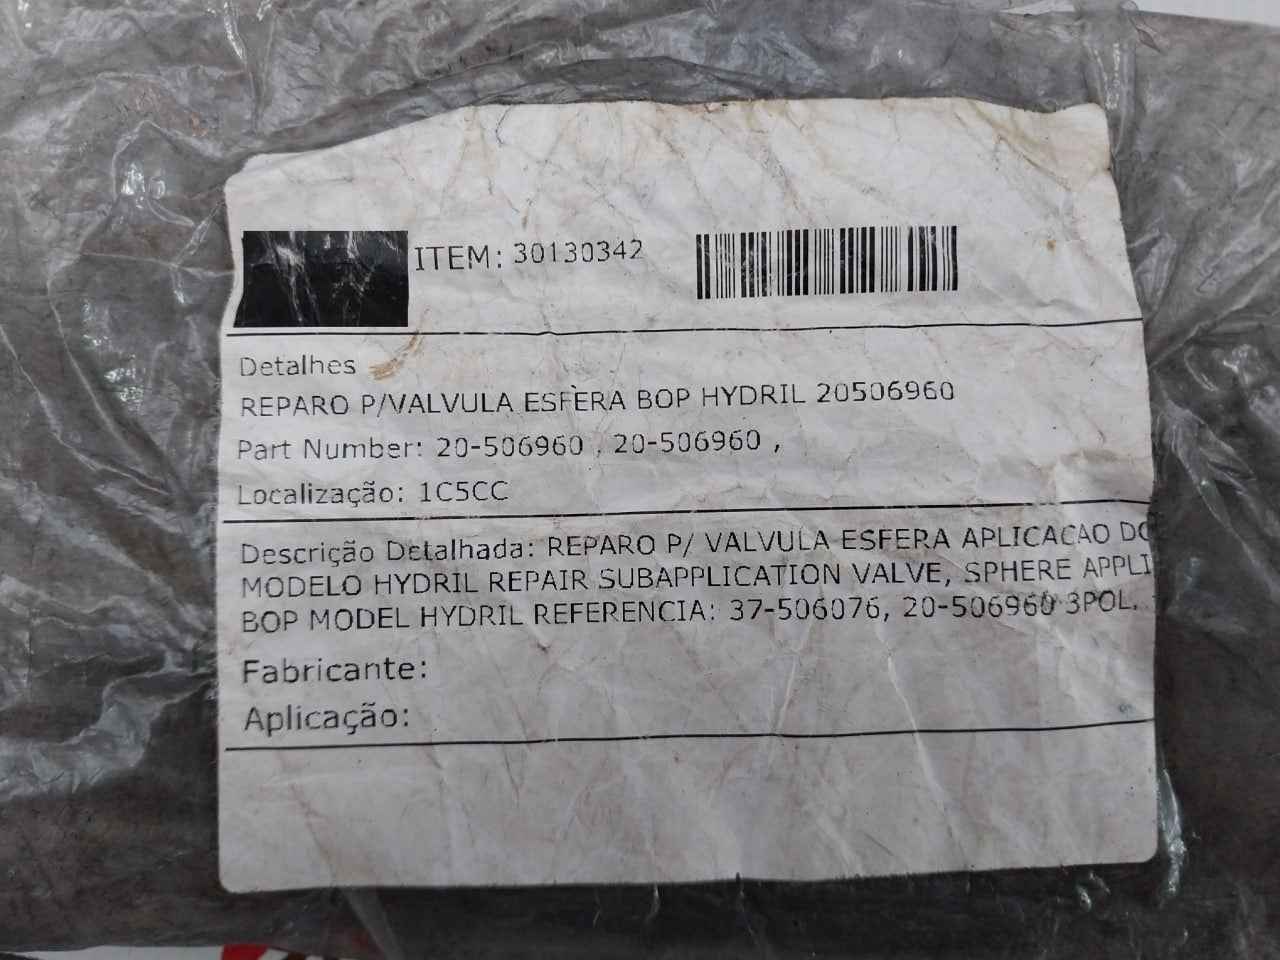 ITEM: 30130342
Detalhes
REPARO P/VALVULA ESFERA BOP HYDRIL 20506960
Part Number: 20-506960 , 20-506960 ,
Localização: 1C5CC
Descrição Detalhada: REPARO P/ VALVULA ESFERA APLICACAO DO
MODELO HYDRIL REPAIR SUBAPPLICATION VALVE, SPHERE APPLI
BOP MODEL HYDRIL REFERENCIA: 37-506076, 20-506960 3POL.
Fabricante:
Aplicação: